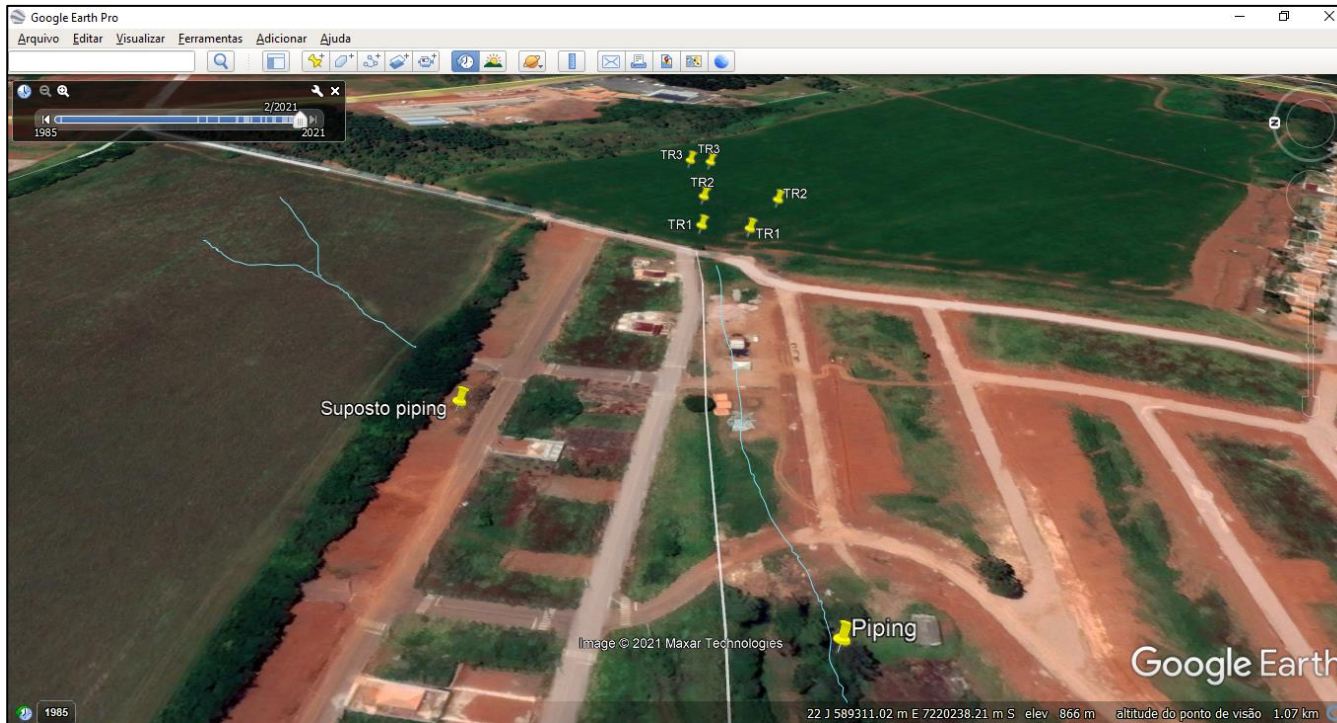 Google Earth Pro
Arquivo Editar Visualizar Ferramentas Adicionar Ajuda
2/2021
1985
2021
N
TR3
TR3
TR2
TR2
TR1
TR1
Suposto piping
Piping
Image © 2021 Maxar Technologies
Google Earth
1985
22 J 589311.02 m E 7220238.21 m S elev 866 m altitude do ponto de visão 1.07 km